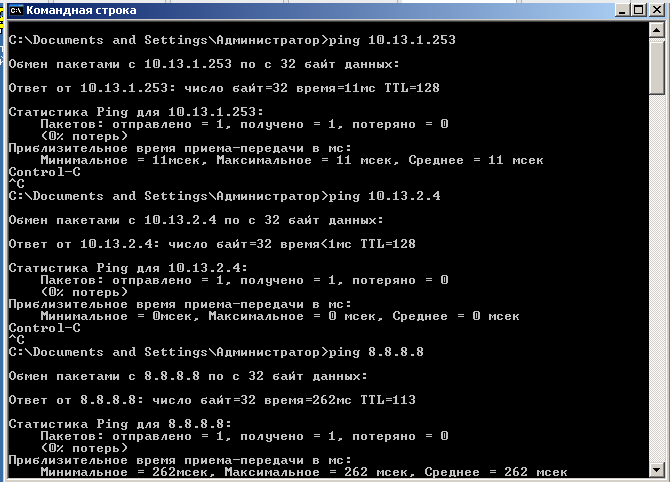 Командная строка
C:\Documents and Settings\Администратор>ping 10.13.1.253
Обмен пакетами с 10.13.1.253 по с 32 байт данных:
Ответ от 10.13.1.253: число байт=32 время=11мс TTL=128
Статистика Ping для 10.13.1.253:
Пакетов: отправлено = 1, получено = 1, потеряно = 0
(0% потерь)
Приблизительное время приема-передачи в мс:
Минимальное = 11мсек, Максимальное = 11 мсек, Среднее = 11 мсек
Control-C
^C
C:\Documents and Settings\Администратор>ping 10.13.2.4
Обмен пакетами с 10.13.2.4 по с 32 байт данных:
Ответ от 10.13.2.4: число байт=32 время<1мс TTL=128
Статистика Ping для 10.13.2.4:
Пакетов: отправлено = 1, получено = 1, потеряно = 0
(0% потерь)
Приблизительное время приема-передачи в мс:
Минимальное = 0мсек, Максимальное = 0 мсек, Среднее = 0 мсек
Control-C
^C
C:\Documents and Settings\Администратор>ping 8.8.8.8
Обмен пакетами с 8.8.8.8 по с 32 байт данных:
Ответ от 8.8.8.8: число байт=32 время=262мс TTL=113
Статистика Ping для 8.8.8.8:
Пакетов: отправлено = 1, получено = 1, потеряно = 0
(0% потерь)
Приблизительное время приема-передачи в мс:
Минимальное = 262мсек, Максимальное = 262 мсек, Среднее = 262 мсек